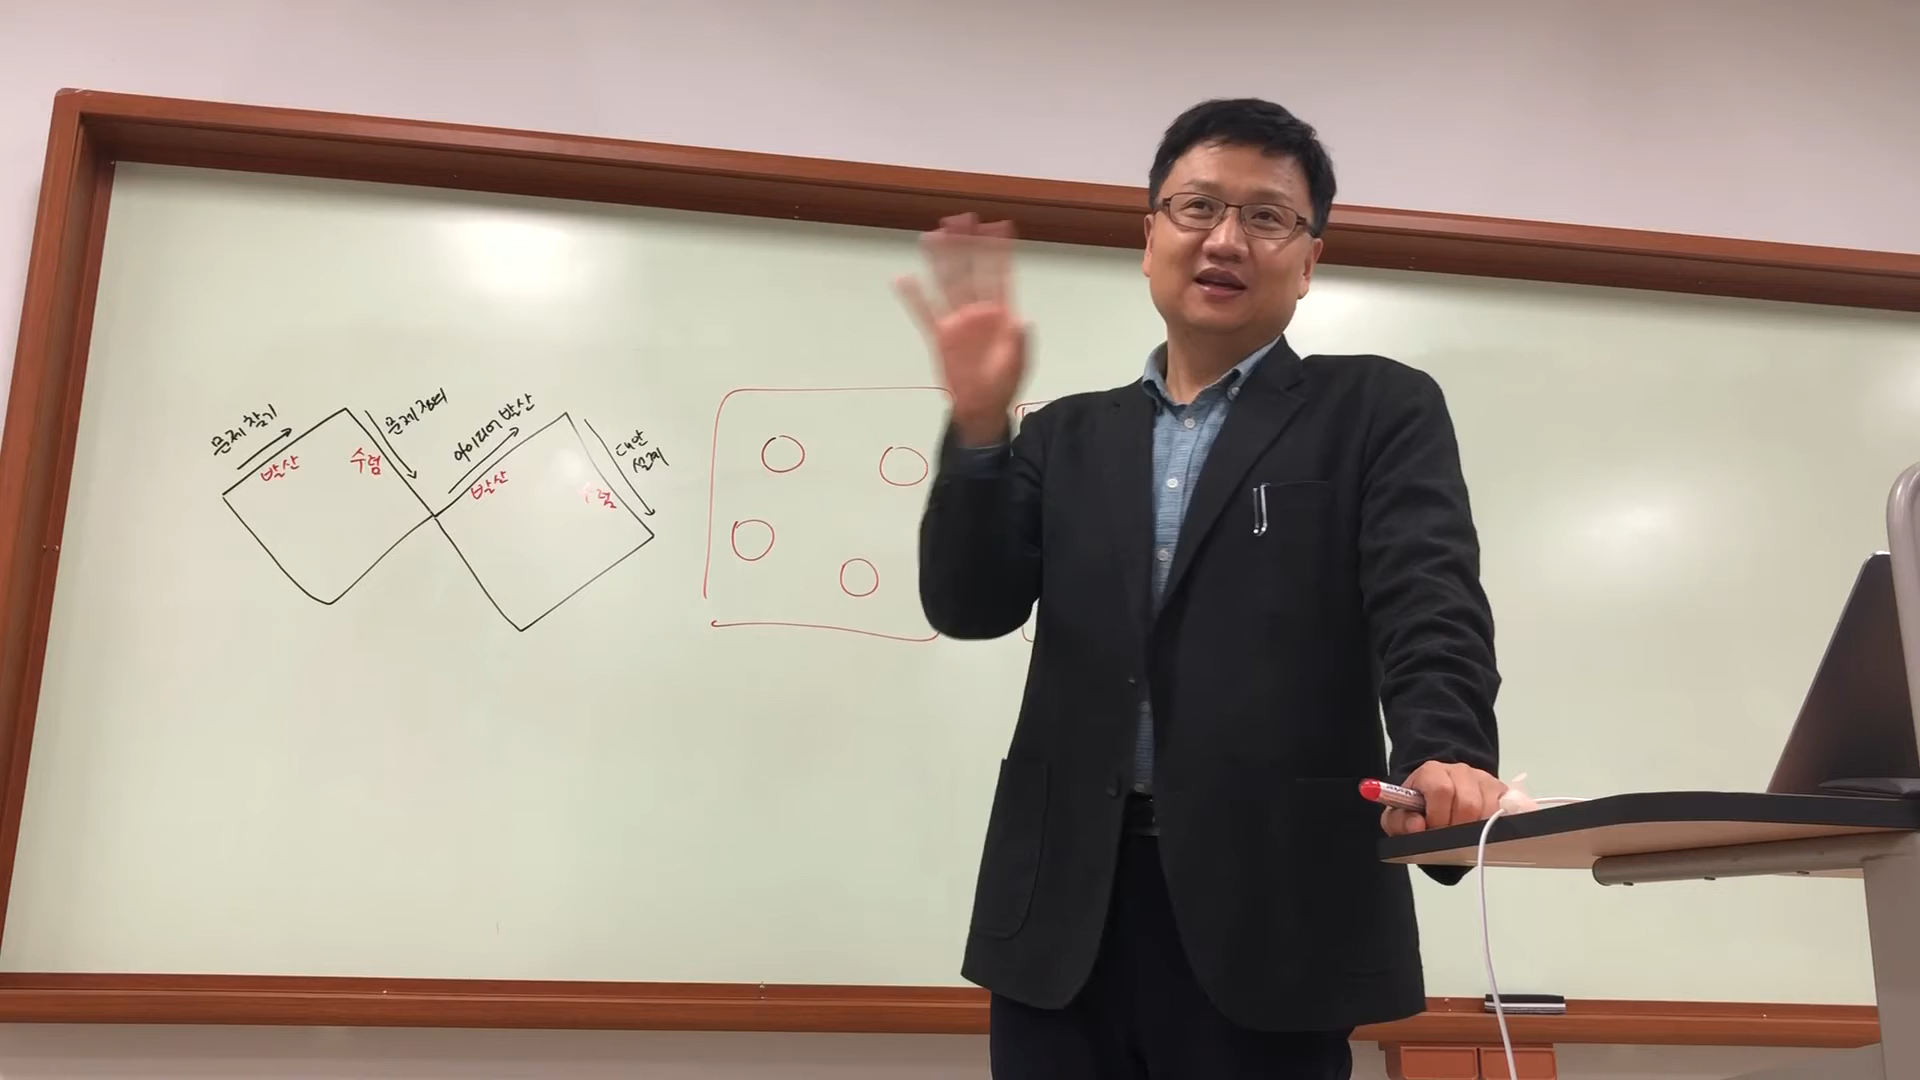 문제 찾기
발산
수렴
문제 정의
아이디어 발산
발산
수렴
대안
설계